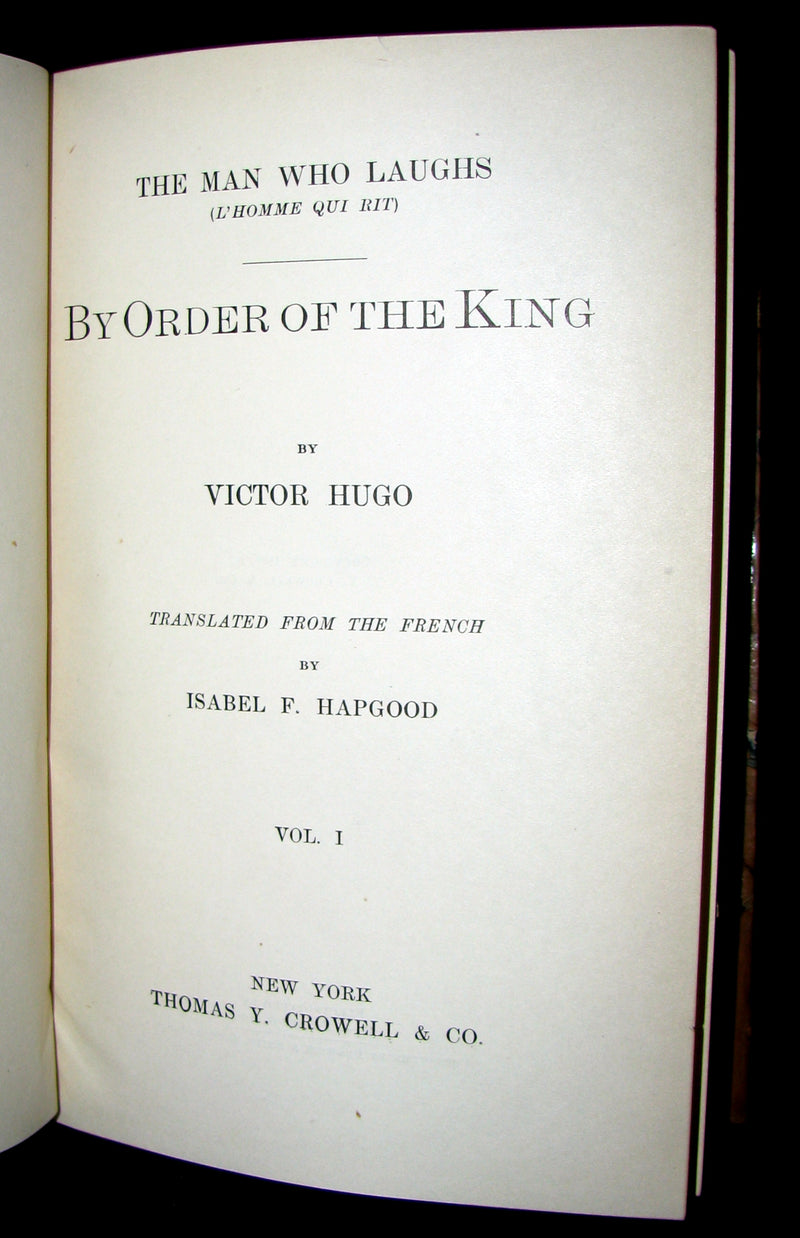 THE MAN WHO LAUGHS
(L'HOMME QUI RIT)
BY ORDER OF THE KING
BY
VICTOR HUGO
TRANSLATED FROM THE FRENCH
BY
ISABEL F. HAPGOOD
VOL. I
NEW YORK
THOMAS Y. CROWELL & CO.